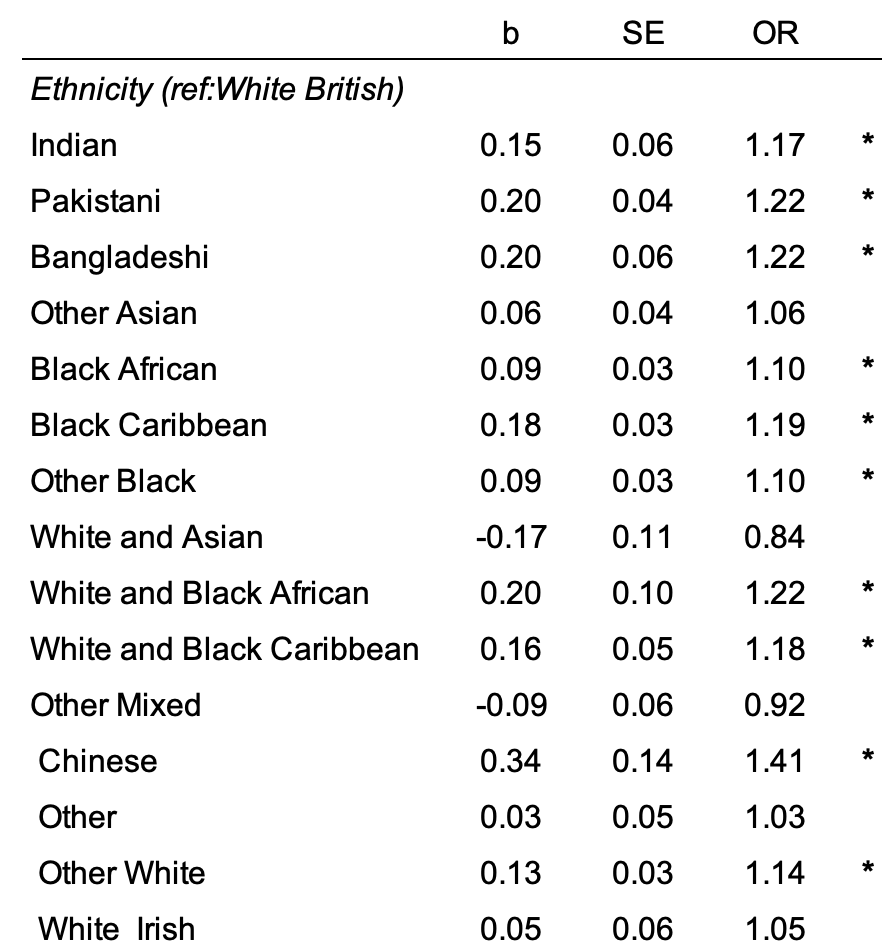 b SE OR
Ethnicity (ref:White British)
Indian 0.15 0.06 1.17 *
Pakistani 0.20 0.04 1.22 *
Bangladeshi 0.20 0.06 1.22 *
Other Asian 0.06 0.04 1.06
Black African 0.09 0.03 1.10 *
Black Caribbean 0.18 0.03 1.19 *
Other Black 0.09 0.03 1.10 *
White and Asian -0.17 0.11 0.84
White and Black African 0.20 0.10 1.22 *
White and Black Caribbean 0.16 0.05 1.18 *
Other Mixed -0.09 0.06 0.92
Chinese 0.34 0.14 1.41 *
Other 0.03 0.05 1.03
Other White 0.13 0.03 1.14 *
White Irish 0.05 0.06 1.05